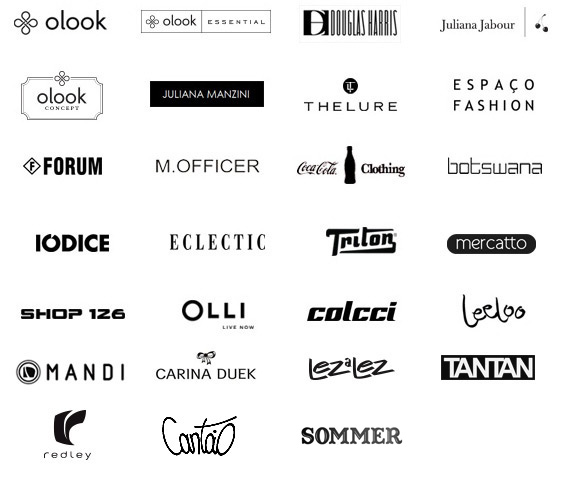 olook
olook ESSENTIAL
DOUGLAS HARRIS
Juliana Jabour
olook
CONCEPT
JULIANA MANZINI
THELURE
ESPAÇO
FASHION
FORUM
M.OFFICER
Coca-Cola Clothing
botswana
IÓDICE
ECLECTIC
Triton
mercatto
SHOP 126
OLLI
LIVE NOW
colcci
Leeloo
MANDI
CARINA DUEK
LEZ a LEZ
TANTAN
redley
Cantão
SOMMER